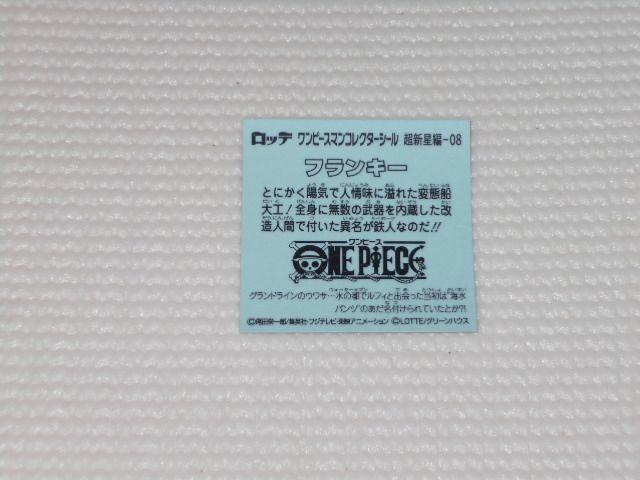 ロッテ ワンピースマンコレクターシール 超新星編-08
フランキー
とにかく陽気で人情味に溢れた変態船
大工!全身に無数の武器を内蔵した改
造人間で付いた異名が鉄人なのだ!!
ワンピース
ONE PIECE
グランドラインのウワサ…水の都でルフィと出会った当初は"海水
パンツ"のあだ名付けられていたとか?!
©尾田栄一郎/集英社・フジテレビ・東映アニメーション ©LOTTE/グリーンハウス